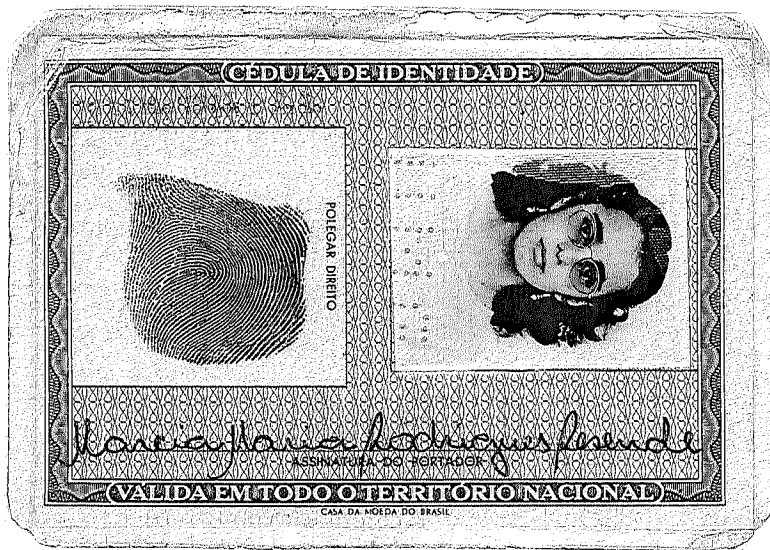 CÉDULA DE IDENTIDADE
POLEGAR DIREITO
Marcia Maria Rodrigues Resende
ASSINATURA DO PORTADOR
VÁLIDA EM TODO O TERRITÓRIO NACIONAL
CASA DA MOEDA DO BRASIL